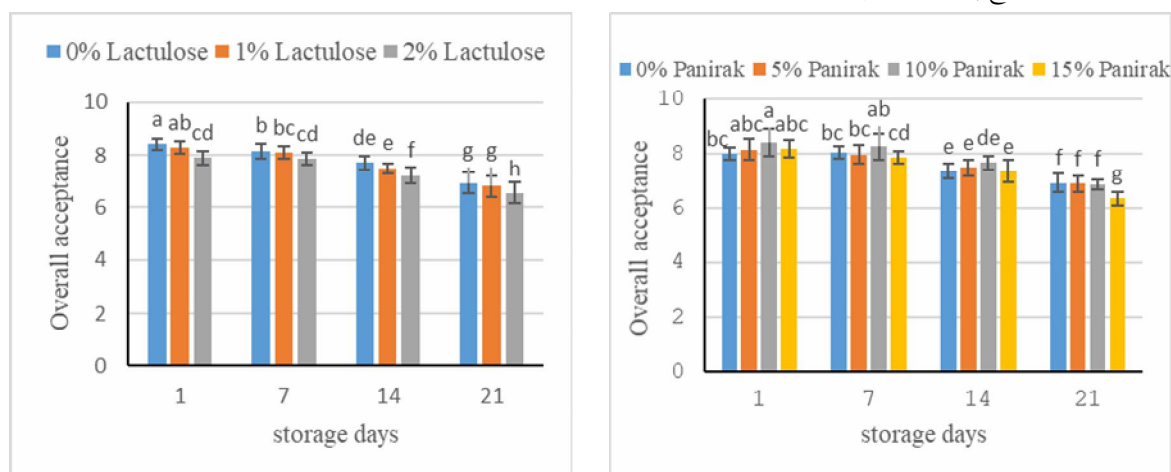 0% Lactulose 1% Lactulose 2% Lactulose
10
8
6
4
2
0
a ab cd b bc cd de e f g g h
1 7 14 21
storage days
Overall acceptance
0% Panirak 5% Panirak 10% Panirak 15% Panirak
10
8
6
4
2
0
bc abc a abc bc bc ab cd e e de e f f f g
1 7 14 21
storage days
Overall acceptance